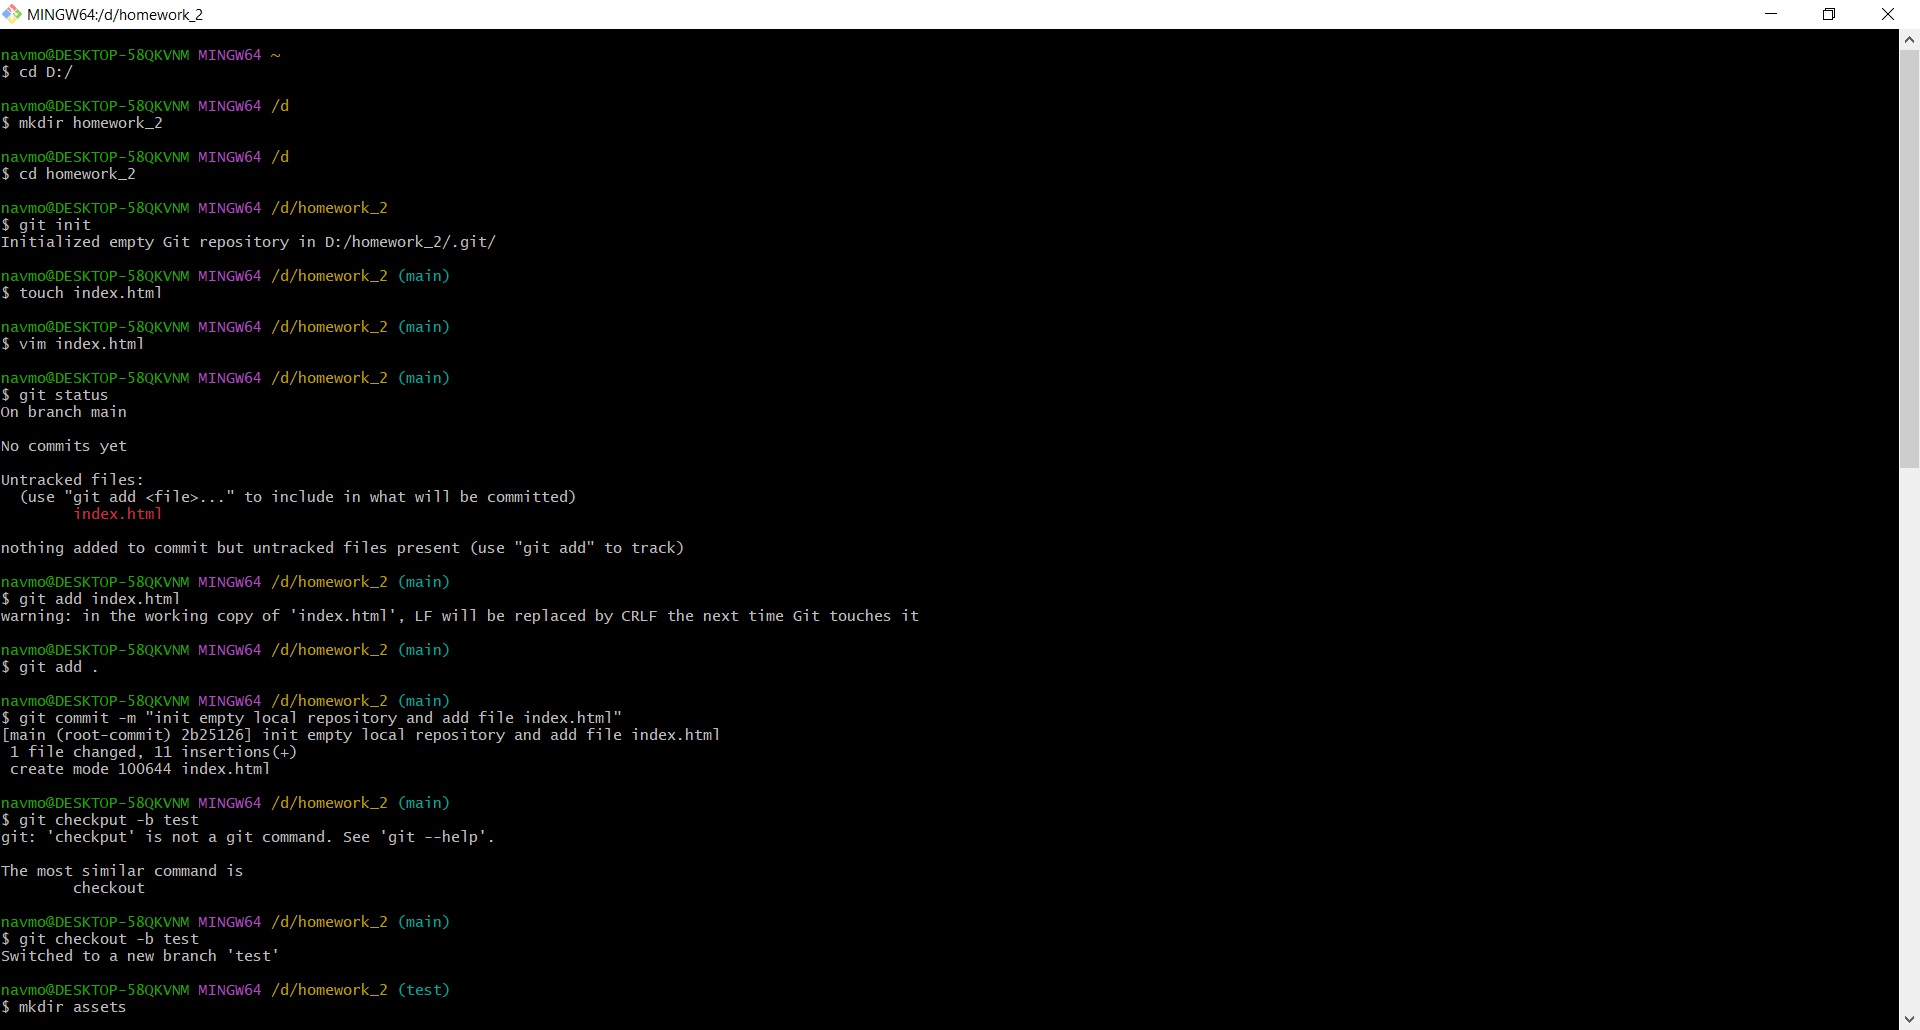 MINGW64:/d/homework_2
navmo@DESKTOP-58QKVNM MINGW64 ~
$ cd D:/
navmo@DESKTOP-58QKVNM MINGW64 /d
$ mkdir homework_2
navmo@DESKTOP-58QKVNM MINGW64 /d
$ cd homework_2
navmo@DESKTOP-58QKVNM MINGW64 /d/homework_2
$ git init
Initialized empty Git repository in D:/homework_2/.git/
navmo@DESKTOP-58QKVNM MINGW64 /d/homework_2 (main)
$ touch index.html
navmo@DESKTOP-58QKVNM MINGW64 /d/homework_2 (main)
$ vim index.html
navmo@DESKTOP-58QKVNM MINGW64 /d/homework_2 (main)
$ git status
On branch main
No commits yet
Untracked files:
  (use "git add <file>..." to include in what will be committed)
        index.html
nothing added to commit but untracked files present (use "git add" to track)
navmo@DESKTOP-58QKVNM MINGW64 /d/homework_2 (main)
$ git add index.html
warning: in the working copy of 'index.html', LF will be replaced by CRLF the next time Git touches it
navmo@DESKTOP-58QKVNM MINGW64 /d/homework_2 (main)
$ git add .
navmo@DESKTOP-58QKVNM MINGW64 /d/homework_2 (main)
$ git commit -m "init empty local repository and add file index.html"
[main (root-commit) 2b25126] init empty local repository and add file index.html
 1 file changed, 11 insertions(+)
 create mode 100644 index.html
navmo@DESKTOP-58QKVNM MINGW64 /d/homework_2 (main)
$ git checkput -b test
git: 'checkput' is not a git command. See 'git --help'.
The most similar command is
        checkout
navmo@DESKTOP-58QKVNM MINGW64 /d/homework_2 (main)
$ git checkout -b test
Switched to a new branch 'test'
navmo@DESKTOP-58QKVNM MINGW64 /d/homework_2 (test)
$ mkdir assets